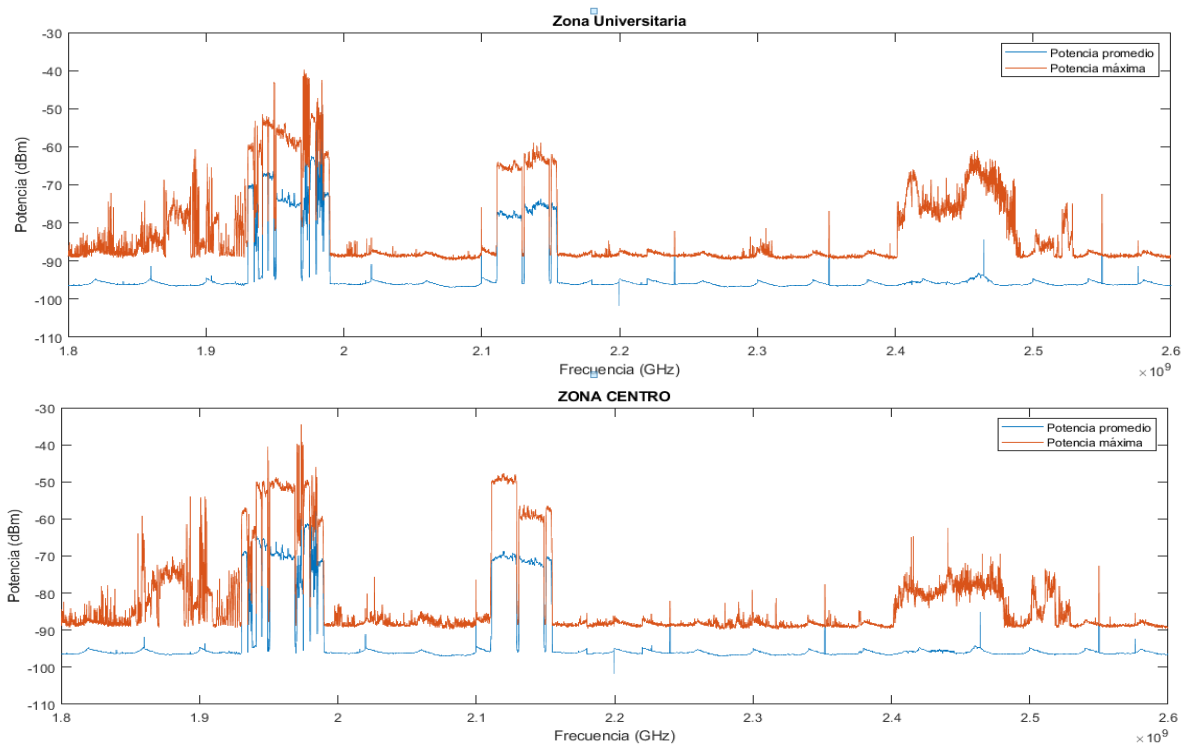 Zona Universitaria
-30
-40
-50
-60
-70
-80
-90
-100
-110
Potencia (dBm)
Potencia promedio
Potencia máxima
1.8 1.9 2 2.1 2.2 2.3 2.4 2.5 2.6
Frecuencia (GHz)
×10⁹
ZONA CENTRO
-30
-40
-50
-60
-70
-80
-90
-100
-110
Potencia (dBm)
Potencia promedio
Potencia máxima
1.8 1.9 2 2.1 2.2 2.3 2.4 2.5 2.6
Frecuencia (GHz)
×10⁹